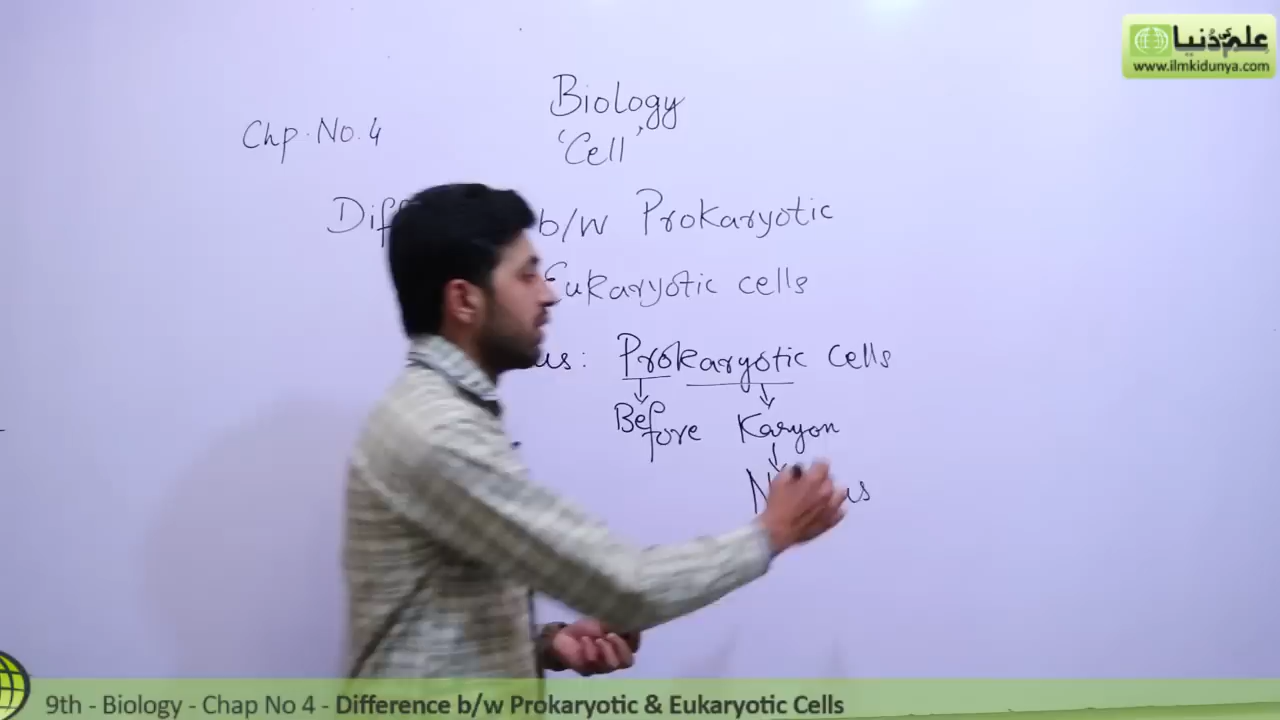 علم کی دنیا
www.ilmkidunya.com
Biology
Chp. No. 4
'Cell'
b/w Prokaryotic
Eukaryotic cells
: Prokaryotic Cells
Before Karyon
9th - Biology - Chap No 4 - Difference b/w Prokaryotic & Eukaryotic Cells